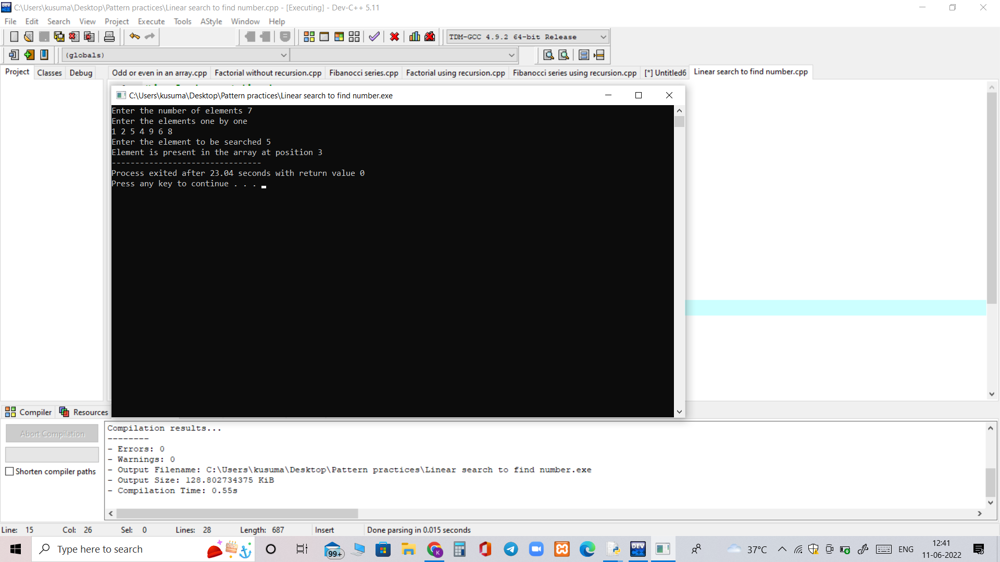 C:\Users\kusuma\Desktop\Pattern practices\Linear search to find number.cpp - [Executing] - Dev-C++ 5.11
File Edit Search View Project Execute Tools AStyle Window Help
TDM-GCC 4.9.2 64-bit Release
(globals)
Project Classes Debug Odd or even in an array.cpp Factorial without recursion.cpp Fibanocci series.cpp Factorial using recursion.cpp Fibanocci series using recursion.cpp [*] Untitled6 Linear search to find number.cpp
C:\Users\kusuma\Desktop\Pattern practices\Linear search to find number.exe
Enter the number of elements 7
Enter the elements one by one
1 2 5 4 9 6 8
Enter the element to be searched 5
Element is present in the array at position 3
--------------------------------
Process exited after 23.04 seconds with return value 0
Press any key to continue . . .
Compiler Resources
Abort Compilation
Shorten compiler paths
Compilation results...
--------
- Errors: 0
- Warnings: 0
- Output Filename: C:\Users\kusuma\Desktop\Pattern practices\Linear search to find number.exe
- Output Size: 128.802734375 KiB
- Compilation Time: 0.55s
Line: 15 Col: 26 Sel: 0 Lines: 28 Length: 687 Insert Done parsing in 0.015 seconds
Type here to search
99+
K
DEV C++
37°C
ENG
12:41
11-06-2022